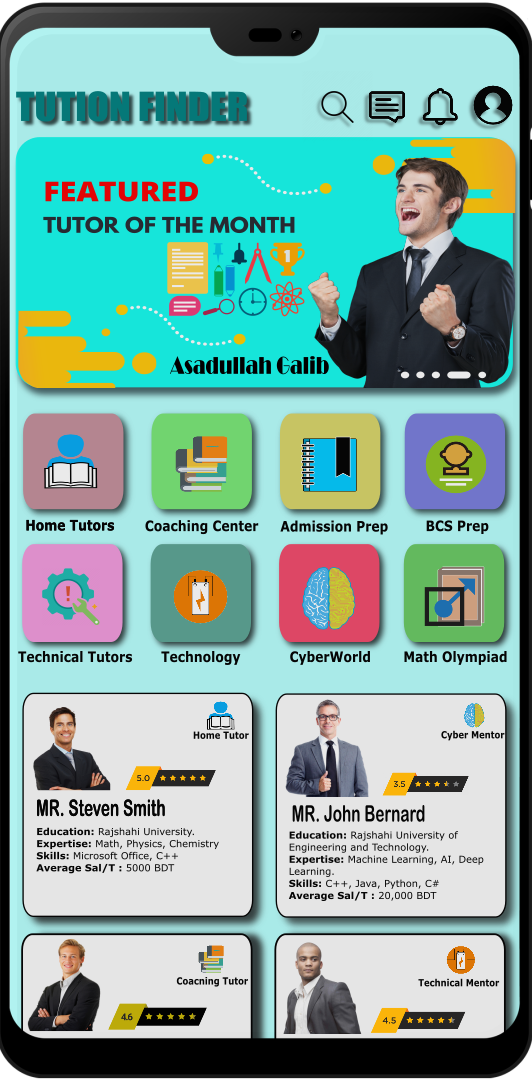 TUTION FINDER
FEATURED
TUTOR OF THE MONTH
1
Asadullah Galib
Home Tutors
Coaching Center
Admission Prep
BCS Prep
Technical Tutors
Technology
CyberWorld
Math Olympiad
Home Tutor
5.0
MR. Steven Smith
Education: Rajshahi University.
Expertise: Math, Physics, Chemistry
Skills: Microsoft Office, C++
Average Sal/T : 5000 BDT
Cyber Mentor
3.5
MR. John Bernard
Education: Rajshahi University of
Engineering and Technology.
Expertise: Machine Learning, AI, Deep
Learning.
Skills: C++, Java, Python, C#
Average Sal/T : 20,000 BDT
Coacning Tutor
4.6
Technical Mentor
4.5